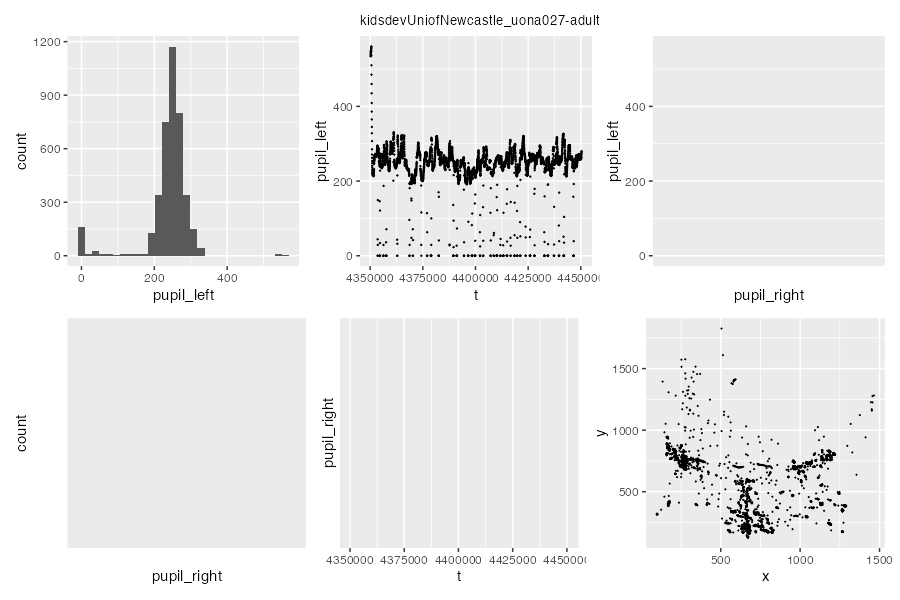 kidsdevUniofNewcastle_uona027-adult
1200
900
600
300
0
count
0 200 400
pupil_left
400
200
0
pupil_left
4350000 4375000 4400000 4425000 4450000
t
400
200
0
pupil_left
pupil_right
count
pupil_right
pupil_right
4350000 4375000 4400000 4425000 4450000
t
1500
1000
500
y
500 1000 1500
x